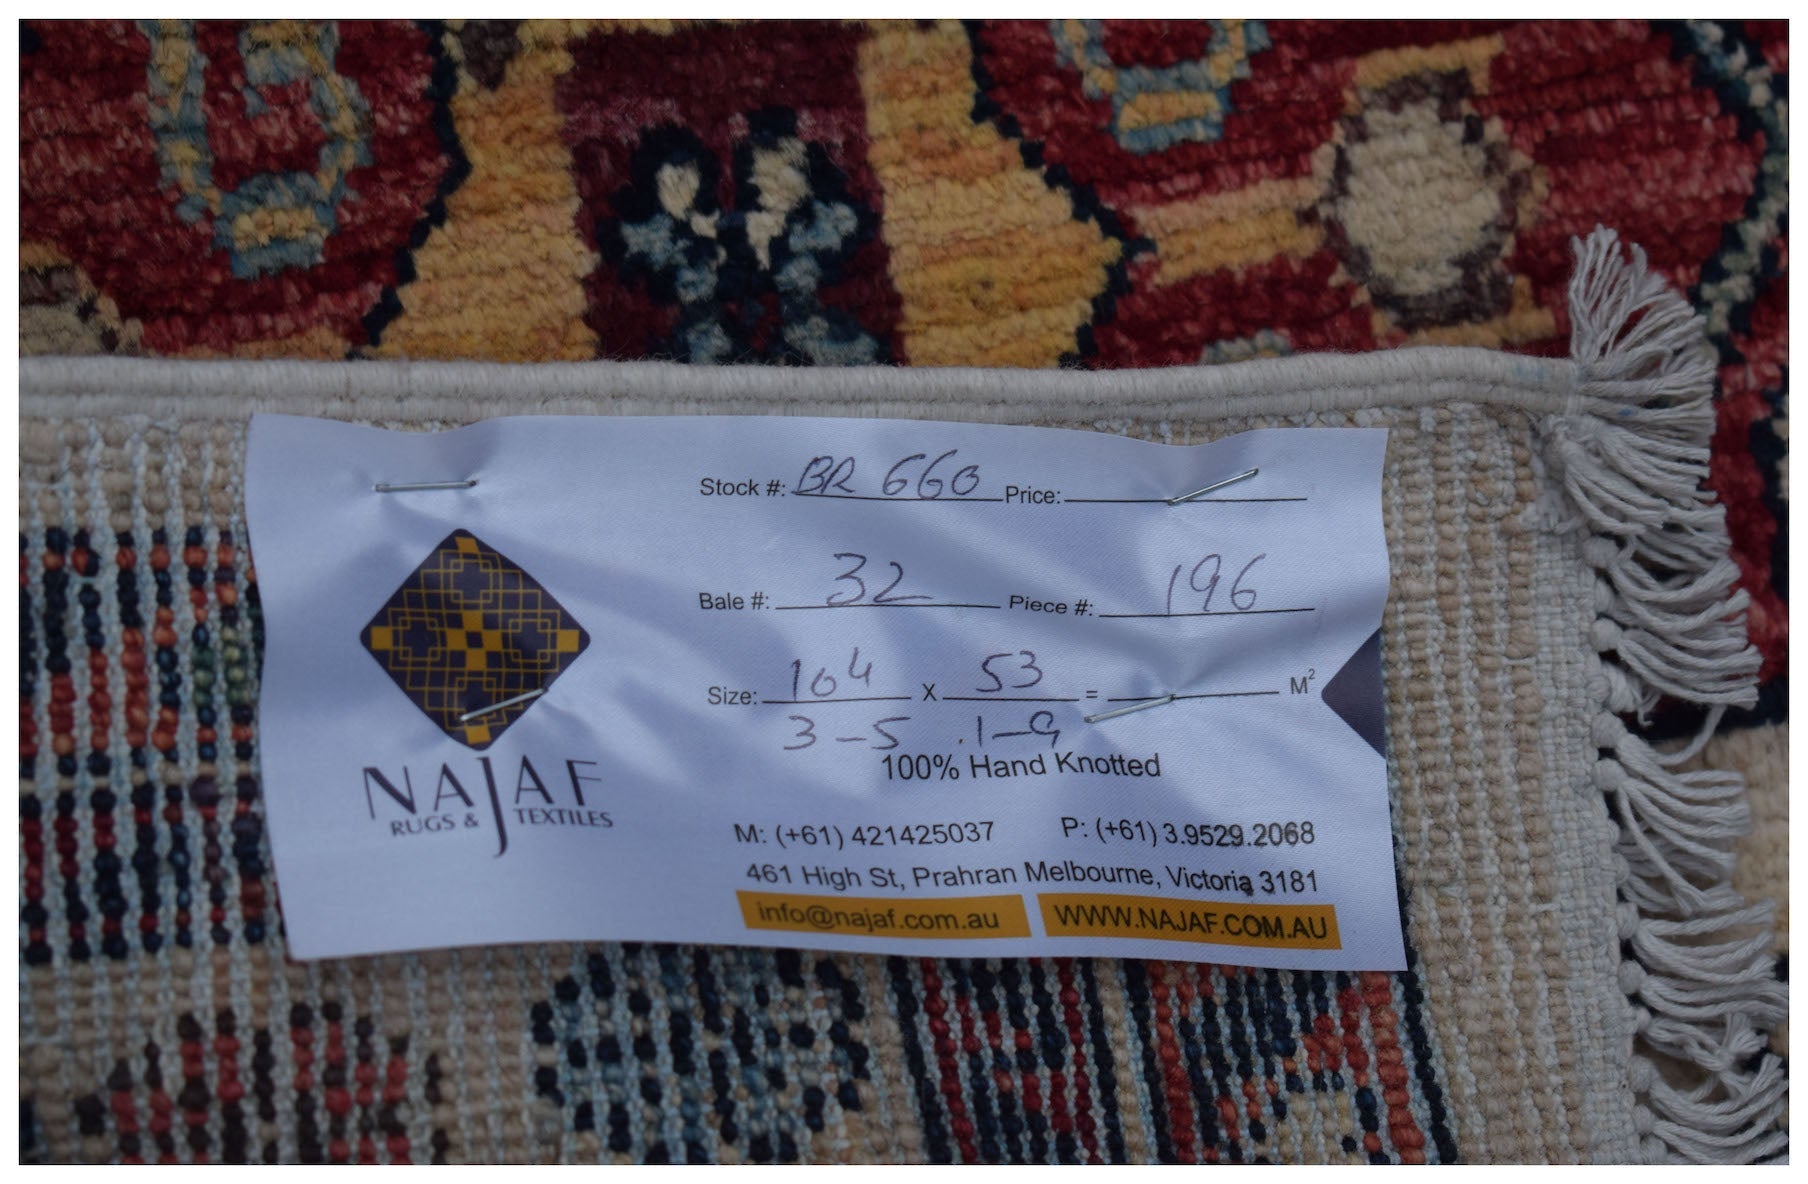 Stock #: BR 660 Price:
Bale #: 32 Piece #: 196
Size: 104 x 53 = M²
3-5 .1-9
100% Hand Knotted
NAJAF
RUGS & TEXTILES
M: (+61) 421425037 P: (+61) 3.9529.2068
461 High St, Prahran Melbourne, Victoria 3181
info@najaf.com.au WWW.NAJAF.COM.AU